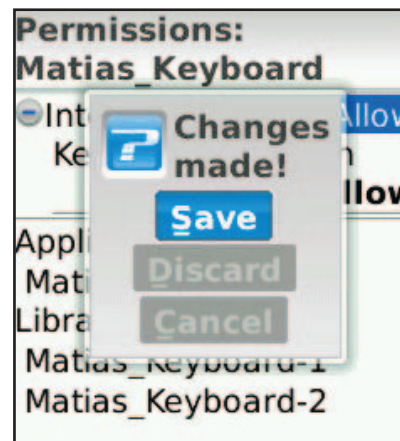 Permissions:
Matias_Keyboard
Changes
made!
Save
Discard
Cancel
Matias_Keyboard-1
Matias_Keyboard-2